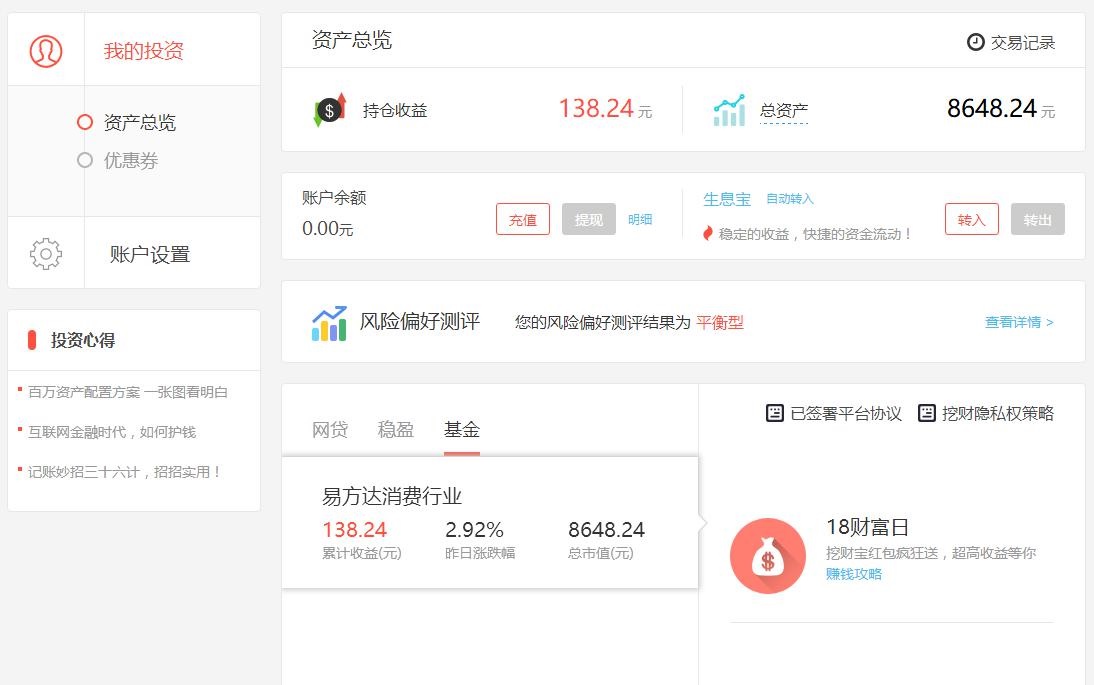 我的投资
资产总览
优惠券
账户设置
投资心得
百万资产配置方案 一张图看明白
互联网金融时代，如何护钱
记账妙招三十六计，招招实用！
资产总览
交易记录
持仓收益 138.24 元
总资产 8648.24 元
账户余额
0.00元
充值 提现 明细
生息宝 自动转入
稳定的收益，快捷的资金流动！
转入 转出
风险偏好测评 您的风险偏好测评结果为 平衡型 查看详情 >
网贷 稳盈 基金
易方达消费行业
138.24 2.92% 8648.24
累计收益(元) 昨日涨跌幅 总市值(元)
已签署平台协议 挖财隐私权策略
18财富日
挖财宝红包疯狂送，超高收益等你
赚钱攻略